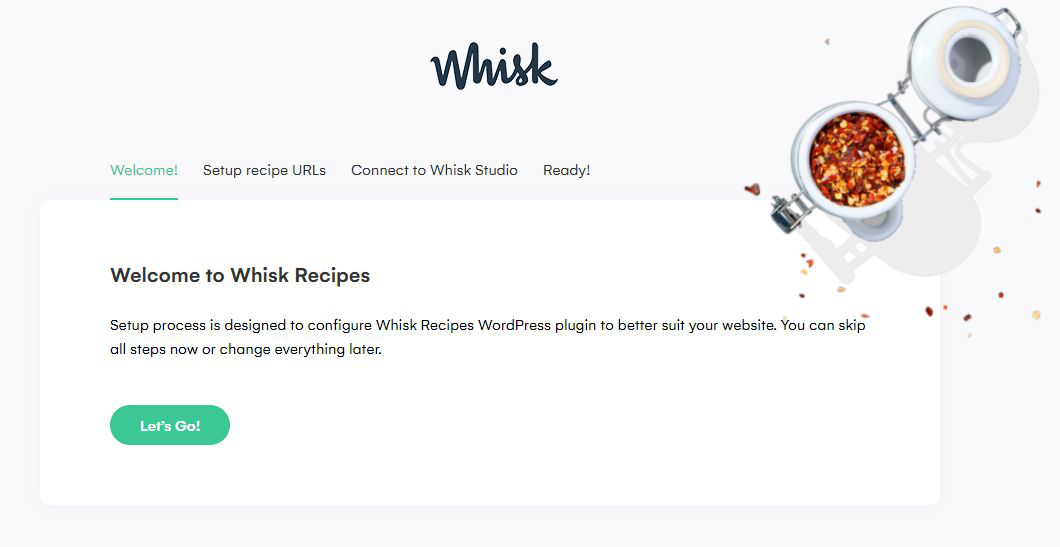 Whisk
Welcome! Setup recipe URLs Connect to Whisk Studio Ready!
Welcome to Whisk Recipes
Setup process is designed to configure Whisk Recipes WordPress plugin to better suit your website. You can skip
all steps now or change everything later.
Let's Go!